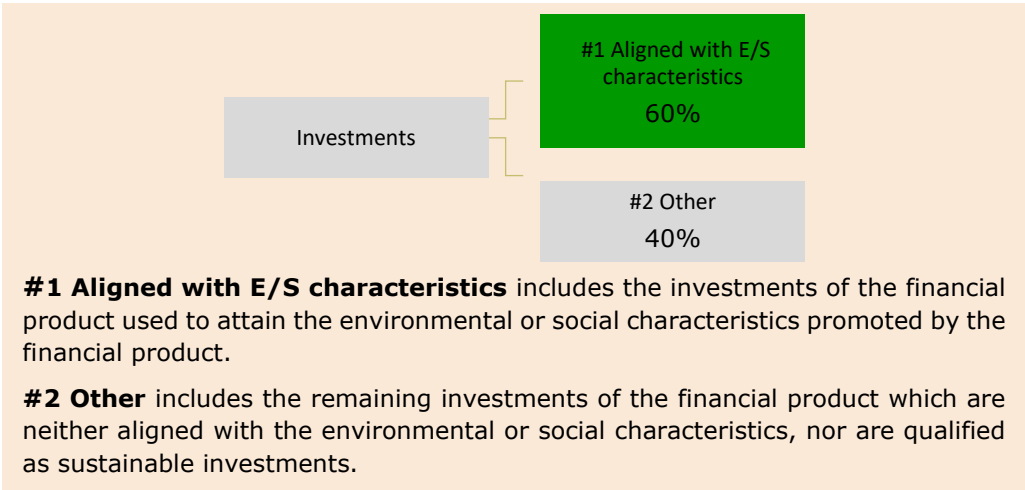 #1 Aligned with E/S
characteristics
60%
Investments
#2 Other
40%
#1 Aligned with E/S characteristics includes the investments of the financial
product used to attain the environmental or social characteristics promoted by the
financial product.
#2 Other includes the remaining investments of the financial product which are
neither aligned with the environmental or social characteristics, nor are qualified
as sustainable investments.